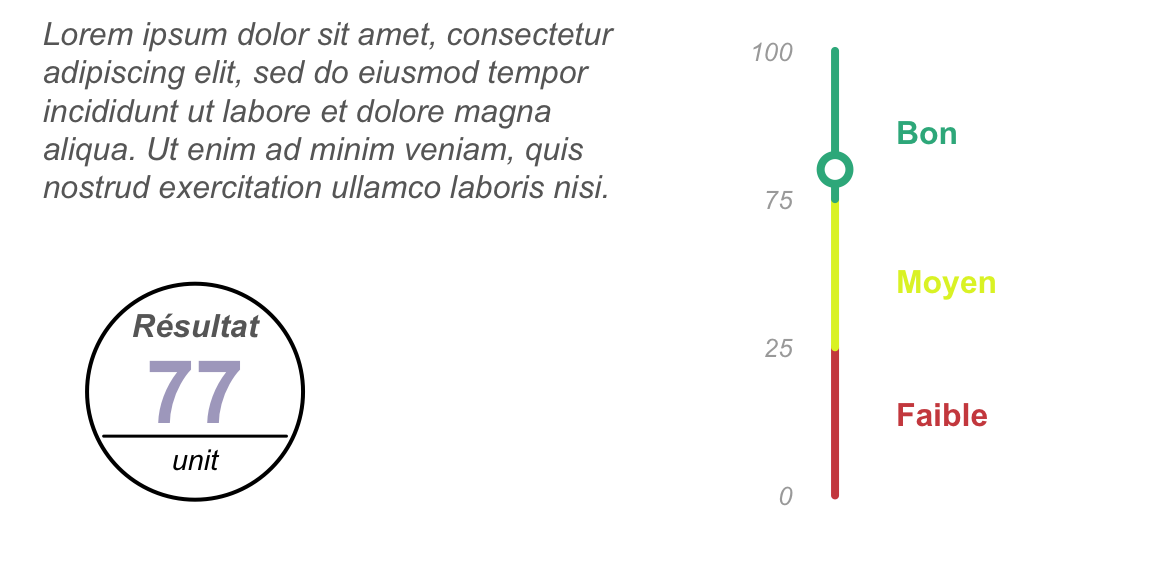 Lorem ipsum dolor sit amet, consectetur
adipiscing elit, sed do eiusmod tempor
incididunt ut labore et dolore magna
aliqua. Ut enim ad minim veniam, quis
nostrud exercitation ullamco laboris nisi.
Résultat
77
unit
100
Bon
75
Moyen
25
Faible
0